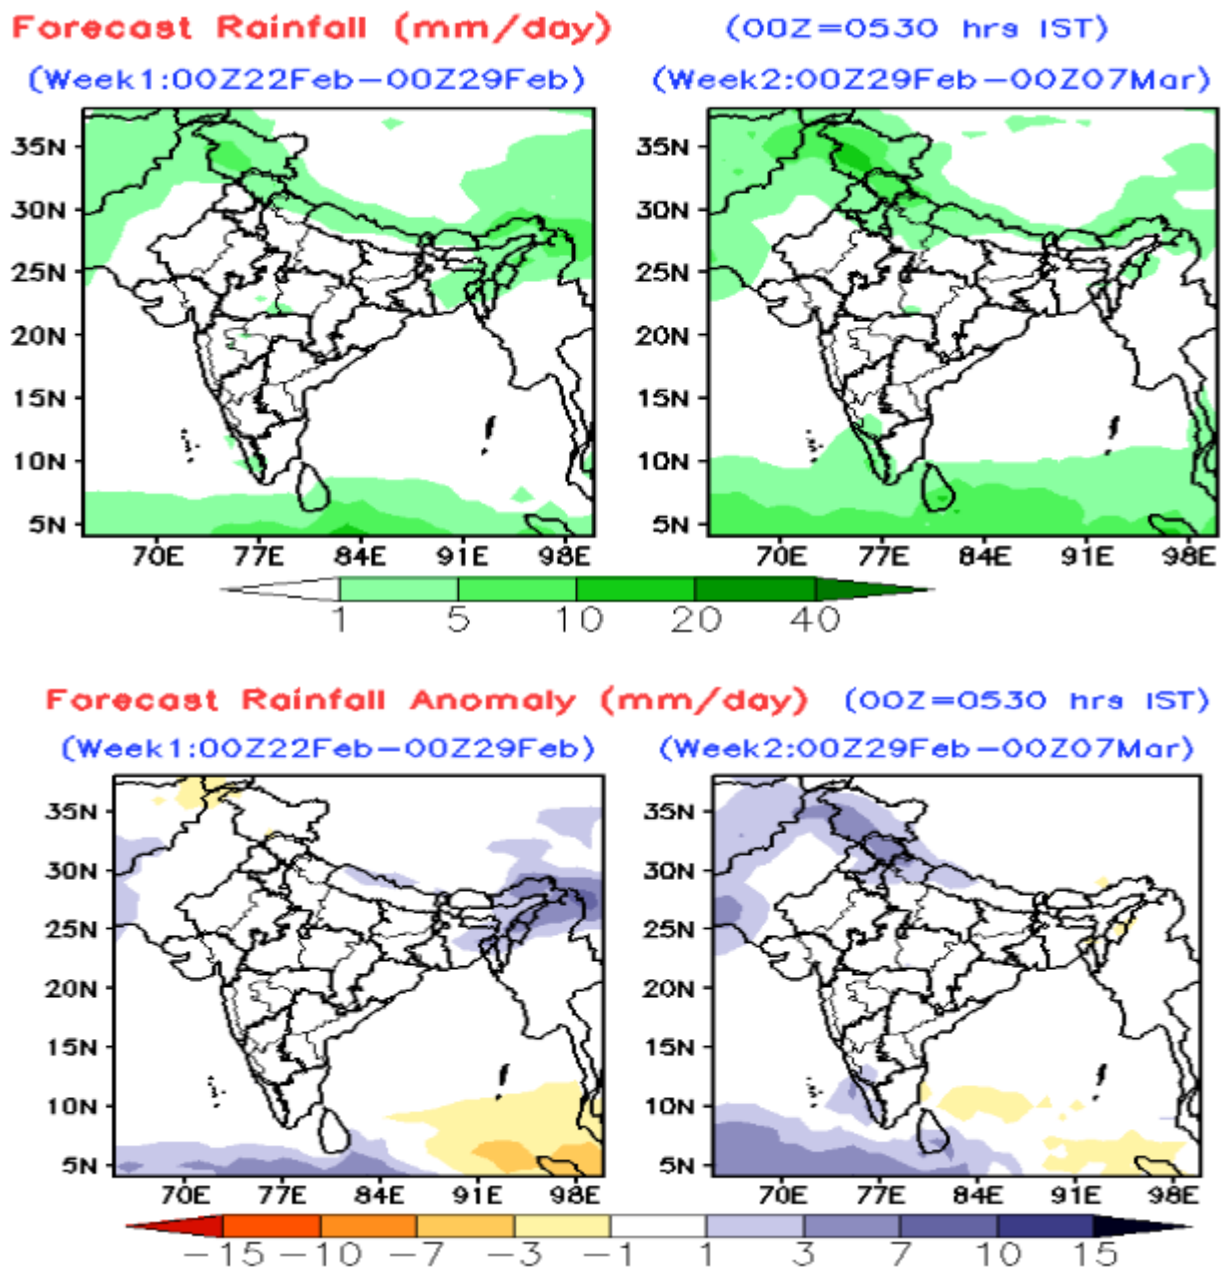 Forecast Rainfall (mm/day) (00Z=0530 hrs IST)
(Week1:00Z22Feb-00Z29Feb) (Week2:00Z29Feb-00Z07Mar)
35N 35N
30N 30N
25N 25N
20N 20N
15N 15N
10N 10N
5N 5N
70E 77E 84E 91E 98E 70E 77E 84E 91E 98E
1 5 10 20 40
Forecast Rainfall Anomaly (mm/day) (00Z=0530 hrs IST)
(Week1:00Z22Feb-00Z29Feb) (Week2:00Z29Feb-00Z07Mar)
35N 35N
30N 30N
25N 25N
20N 20N
15N 15N
10N 10N
5N 5N
70E 77E 84E 91E 98E 70E 77E 84E 91E 98E
-15 -10 -7 -3 -1 1 3 7 10 15